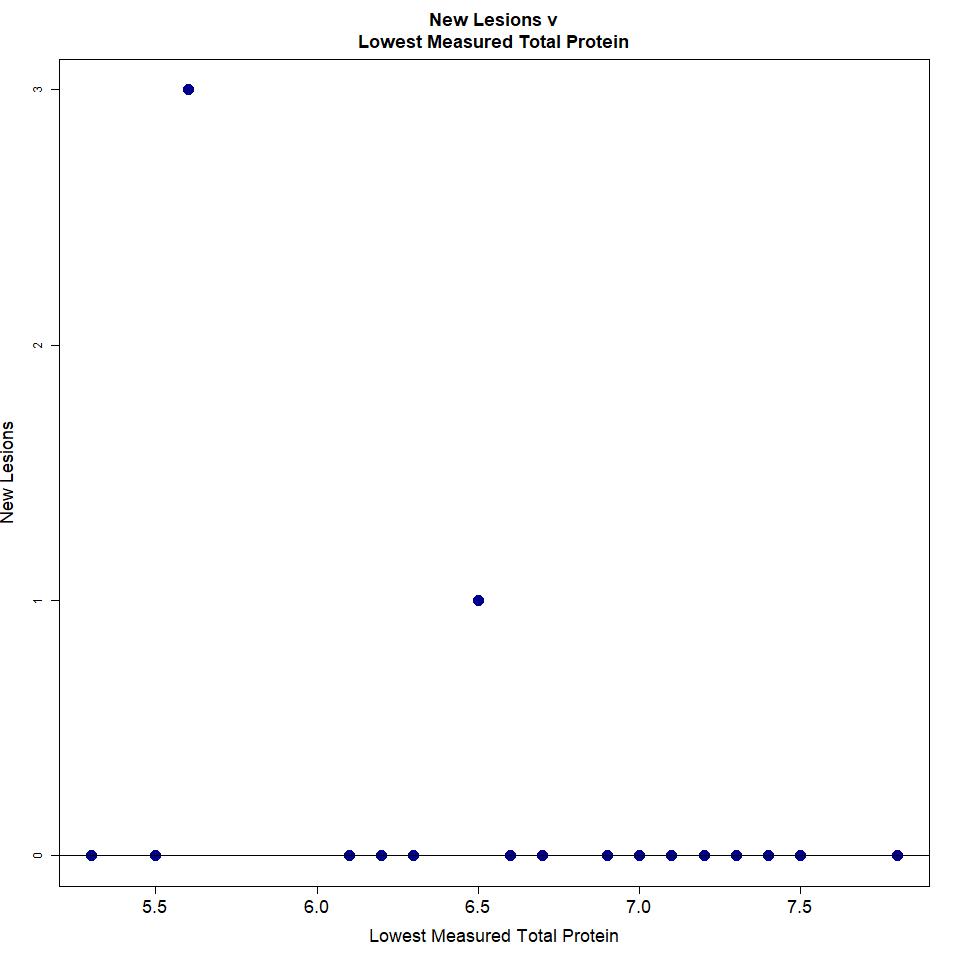 New Lesions v
Lowest Measured Total Protein
3
2
1
0
New Lesions
5.5 6.0 6.5 7.0 7.5
Lowest Measured Total Protein